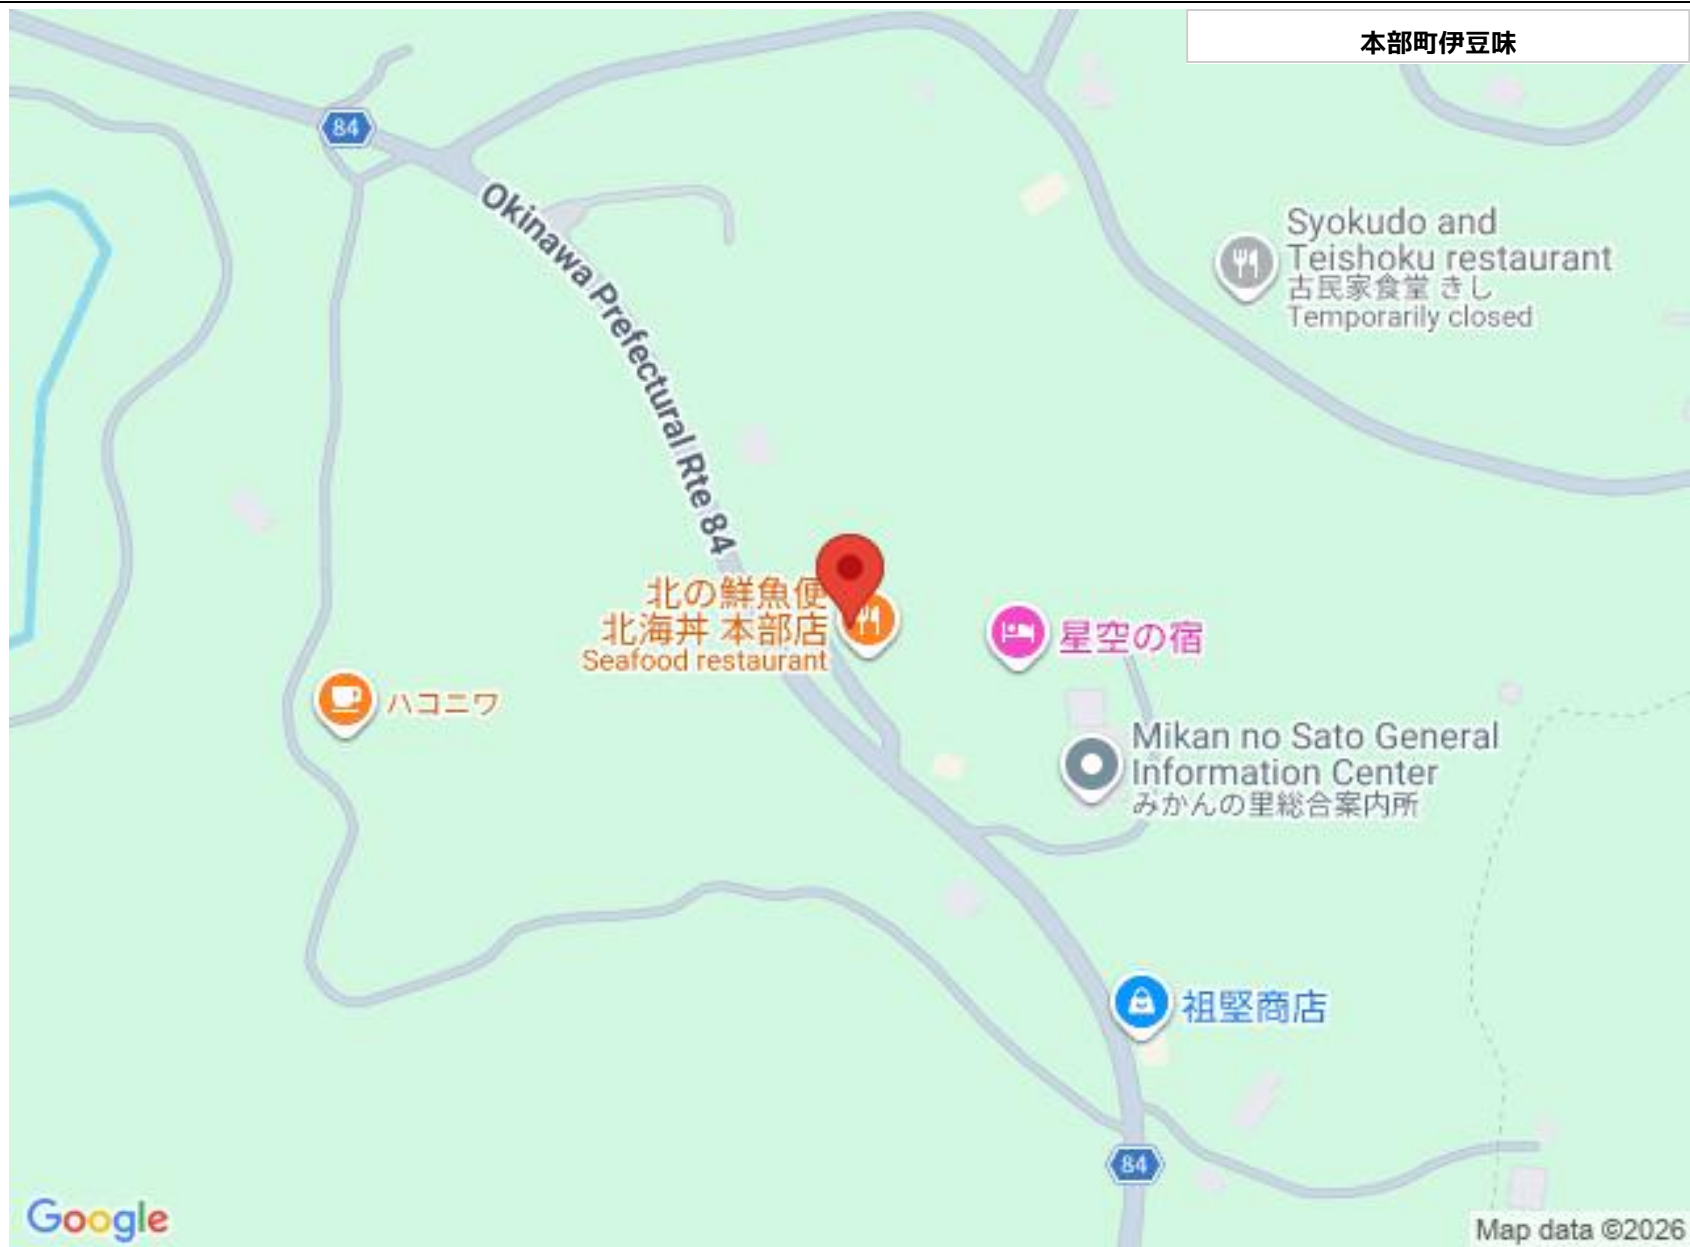 本部町伊豆味
84
Okinawa Prefectural Rte 84
Syokudo and
Teishoku restaurant
古民家食堂 きし
Temporarily closed
北の鮮魚便
北海丼 本部店
Seafood restaurant
星空の宿
ハコニワ
Mikan no Sato General
Information Center
みかんの里総合案内所
祖堅商店
84
Google
Map data ©2026